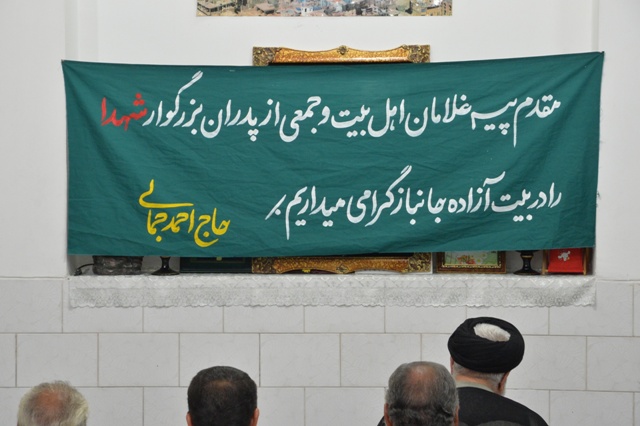 مقدم پیر غلامان اهل بیت و جمعی از پدران بزرگوار شهدا
را در بیت آزاده جانباز گرامی میداریم
حاج احمد جمالی